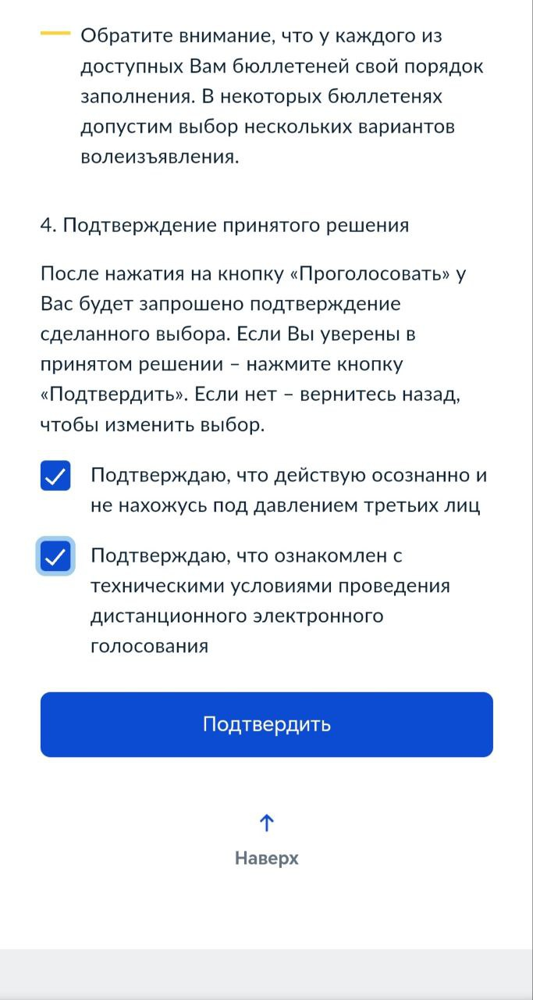 Обратите внимание, что у каждого из
доступных Вам бюллетеней свой порядок
заполнения. В некоторых бюллетенях
допустим выбор нескольких вариантов
волеизъявления.
4. Подтверждение принятого решения
После нажатия на кнопку «Проголосовать» у
Вас будет запрошено подтверждение
сделанного выбора. Если Вы уверены в
принятом решении – нажмите кнопку
«Подтвердить». Если нет – вернитесь назад,
чтобы изменить выбор.
Подтверждаю, что действую осознанно и
не нахожусь под давлением третьих лиц
Подтверждаю, что ознакомлен с
техническими условиями проведения
дистанционного электронного
голосования
Подтвердить
Наверх